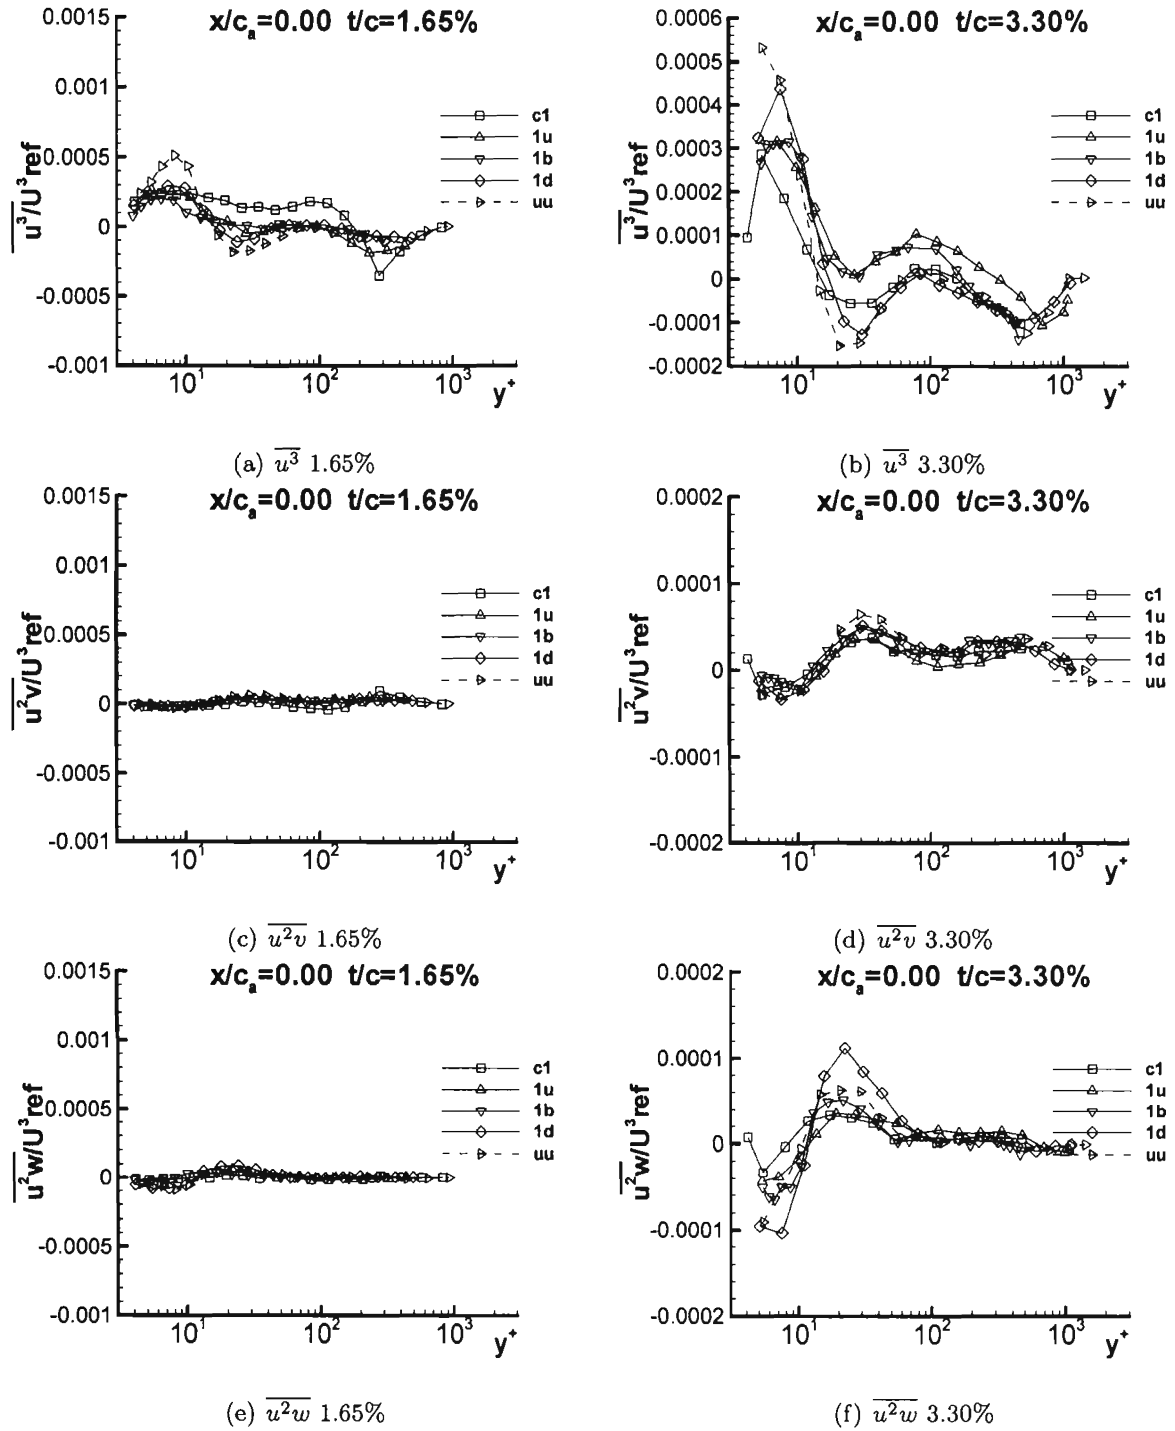 x/cₐ=0.00 t/c=1.65%
0.0015
0.001
0.0005
0
-0.0005
-0.001
u³/U³ref
10¹ 10² 10³ y⁺
c1
1u
1b
1d
uu
(a) u³ 1.65%
x/cₐ=0.00 t/c=3.30%
0.0006
0.0005
0.0004
0.0003
0.0002
0.0001
0
-0.0001
-0.0002
u³/U³ref
10¹ 10² 10³ y⁺
c1
1u
1b
1d
uu
(b) u³ 3.30%
x/cₐ=0.00 t/c=1.65%
0.0015
0.001
0.0005
0
-0.0005
-0.001
u²v/U³ref
10¹ 10² 10³ y⁺
c1
1u
1b
1d
uu
(c) u²v 1.65%
x/cₐ=0.00 t/c=3.30%
0.0002
0.0001
0
-0.0001
-0.0002
u²v/U³ref
10¹ 10² 10³ y⁺
c1
1u
1b
1d
uu
(d) u²v 3.30%
x/cₐ=0.00 t/c=1.65%
0.0015
0.001
0.0005
0
-0.0005
-0.001
u²w/U³ref
10¹ 10² 10³ y⁺
c1
1u
1b
1d
uu
(e) u²w 1.65%
x/cₐ=0.00 t/c=3.30%
0.0002
0.0001
0
-0.0001
-0.0002
u²w/U³ref
10¹ 10² 10³ y⁺
c1
1u
1b
1d
uu
(f) u²w 3.30%